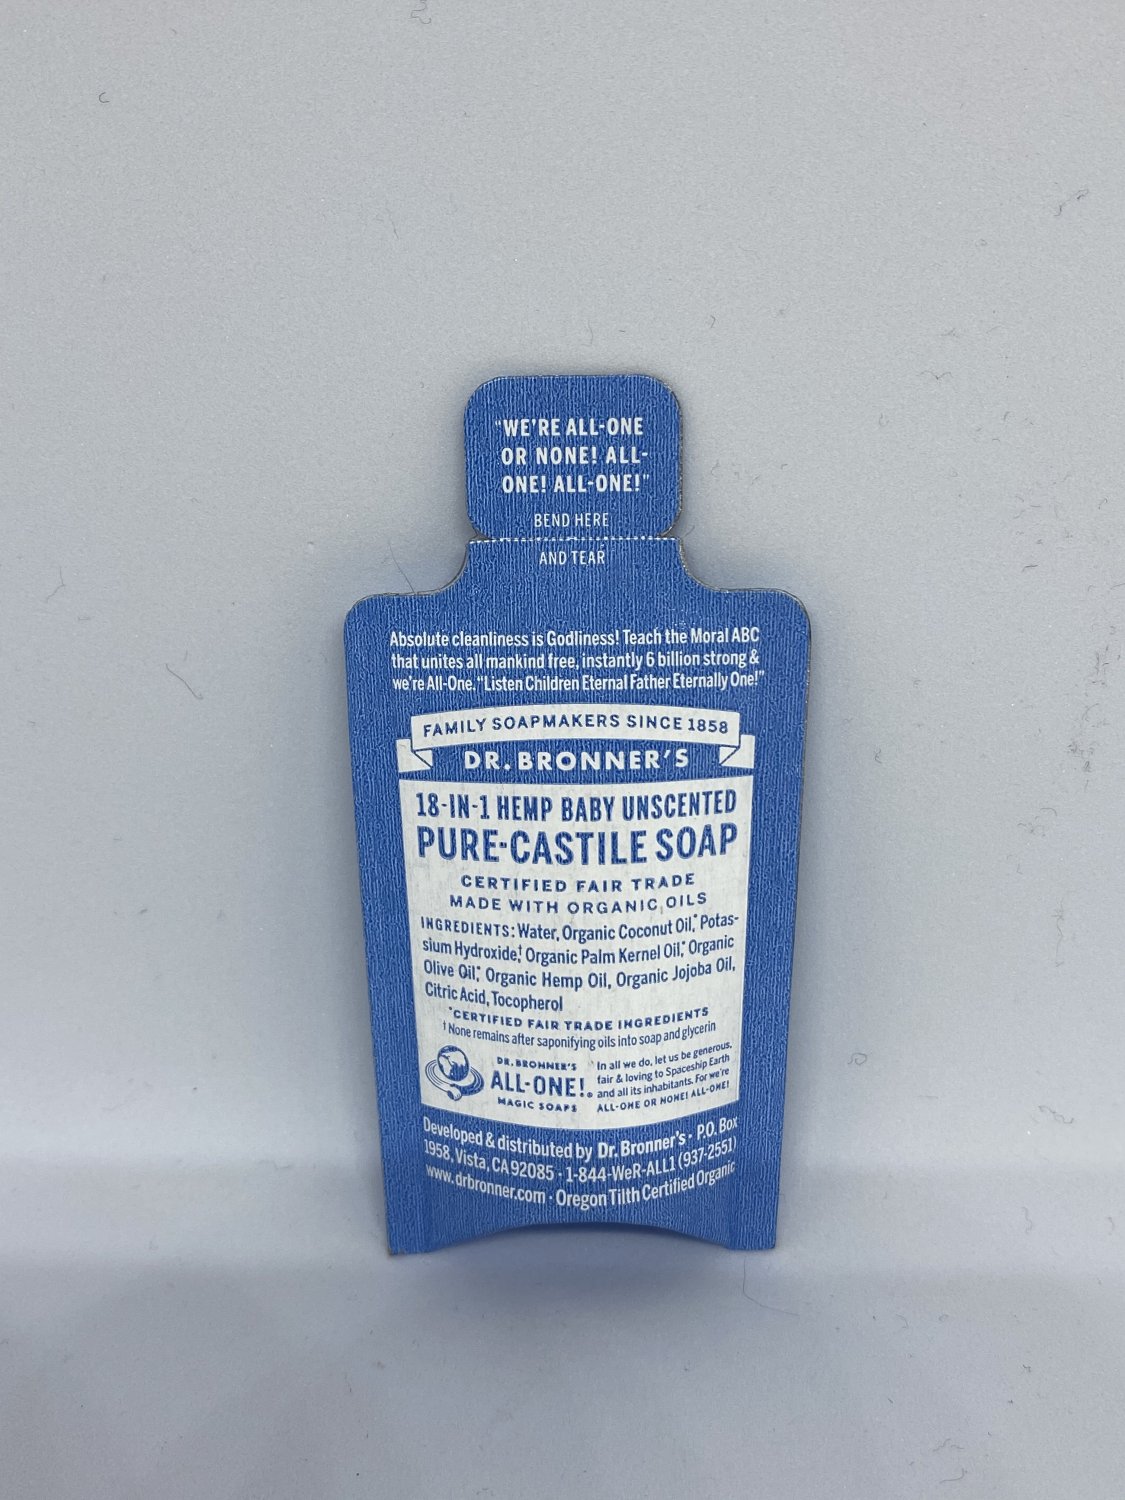 "WE'RE ALL-ONE
OR NONE! ALL-
ONE! ALL-ONE!"
BEND HERE
AND TEAR
Absolute cleanliness is Godliness! Teach the Moral ABC
that unites all mankind free, instantly 6 billion strong &
we're All-One. "Listen Children Eternal Father Eternally One!"
FAMILY SOAPMAKERS SINCE 1858
DR. BRONNER'S
18-IN-1 HEMP BABY UNSCENTED
PURE-CASTILE SOAP
CERTIFIED FAIR TRADE
MADE WITH ORGANIC OILS
INGREDIENTS: Water, Organic Coconut Oil,* Potas-
sium Hydroxide,† Organic Palm Kernel Oil,* Organic
Olive Oil,* Organic Hemp Oil, Organic Jojoba Oil,
Citric Acid, Tocopherol
*CERTIFIED FAIR TRADE INGREDIENTS
† None remains after saponifying oils into soap and glycerin
DR. BRONNER'S
ALL-ONE!®
MAGIC SOAPS
In all we do, let us be generous,
fair & loving to Spaceship Earth
and all its inhabitants. For we're
ALL-ONE OR NONE! ALL-ONE!
Developed & distributed by Dr. Bronner's · P.O. Box
1958, Vista, CA 92085 · 1-844-WeR-ALL1 (937-2551)
www.drbronner.com · Oregon Tilth Certified Organic